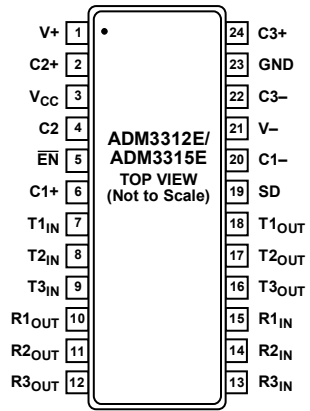 V+ 1 24 C3+
C2+ 2 23 GND
VCC 3 22 C3–
C2 4 21 V–
EN 5 20 C1–
C1+ 6 19 SD
T1IN 7 18 T1OUT
T2IN 8 17 T2OUT
T3IN 9 16 T3OUT
R1OUT 10 15 R1IN
R2OUT 11 14 R2IN
R3OUT 12 13 R3IN
ADM3312E/
ADM3315E
TOP VIEW
(Not to Scale)